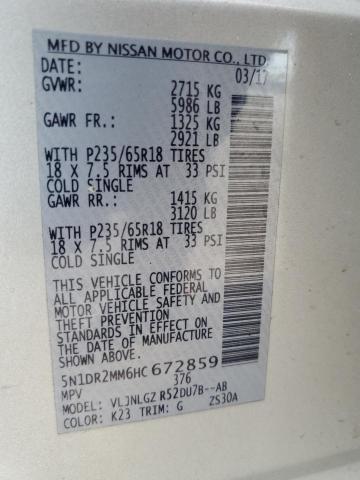 MFD BY NISSAN MOTOR CO., LTD.
DATE: 03/17
GVWR: 2715 KG
5986 LB
GAWR FR.: 1325 KG
2921 LB
WITH P235/65R18 TIRES
18 X 7.5 RIMS AT 33 PSI
COLD SINGLE
GAWR RR.: 1415 KG
3120 LB
WITH P235/65R18 TIRES
18 X 7.5 RIMS AT 33 PSI
COLD SINGLE
THIS VEHICLE CONFORMS TO
ALL APPLICABLE FEDERAL
MOTOR VEHICLE SAFETY AND
THEFT PREVENTION
STANDARDS IN EFFECT ON
THE DATE OF MANUFACTURE
SHOWN ABOVE.
5N1DR2MM6HC 672859
MPV 376
MODEL: VLJNLGZ R52DU7B--AB
COLOR: K23 TRIM: G ZS30A